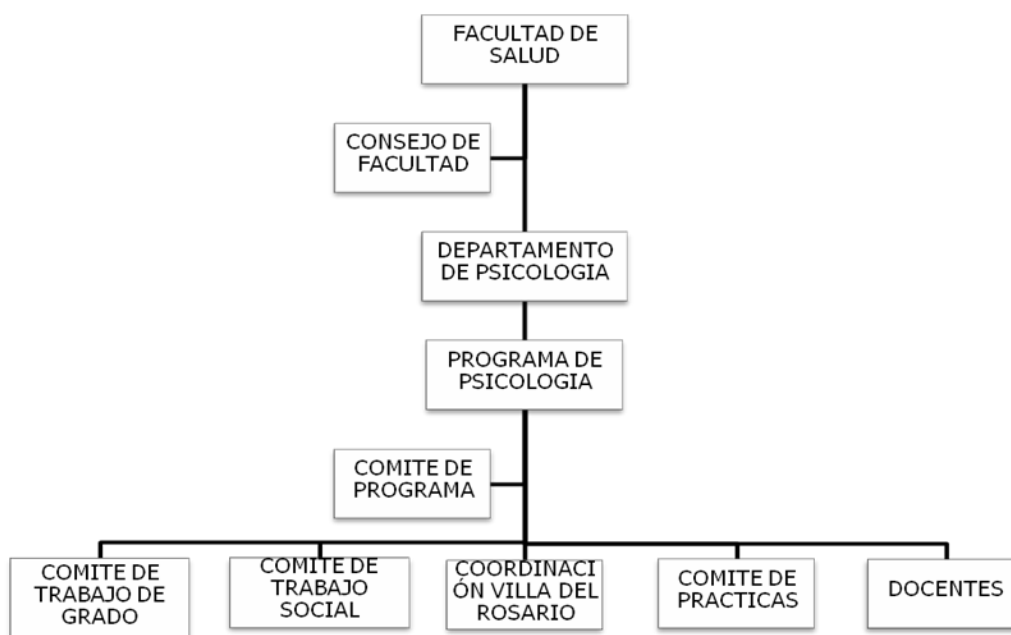 FACULTAD DE
SALUD
CONSEJO DE
FACULTAD
DEPARTAMENTO
DE PSICOLOGIA
PROGRAMA DE
PSICOLOGIA
COMITE DE
PROGRAMA
COMITE DE
TRABAJO DE
GRADO
COMITE DE
TRABAJO
SOCIAL
COORDINACI
ÓN VILLA DEL
ROSARIO
COMITE DE
PRACTICAS
DOCENTES